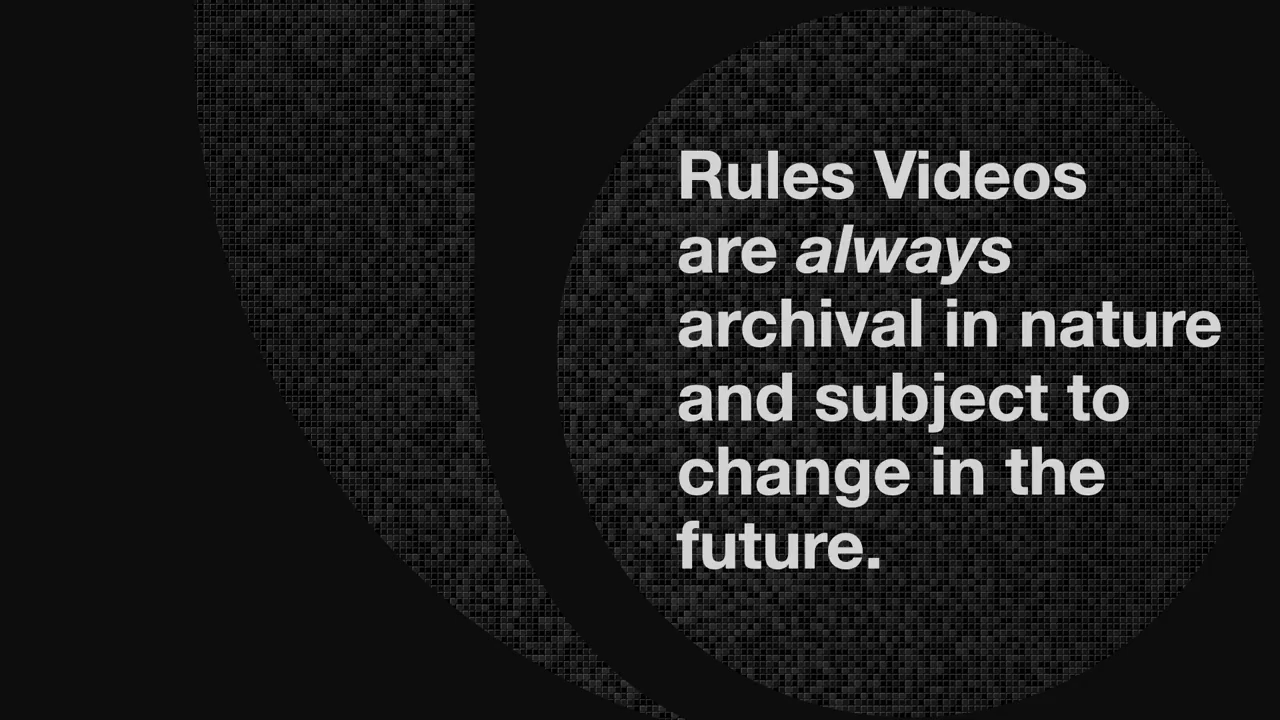 Rules Videos
are always
archival in nature
and subject to
change in the
future.